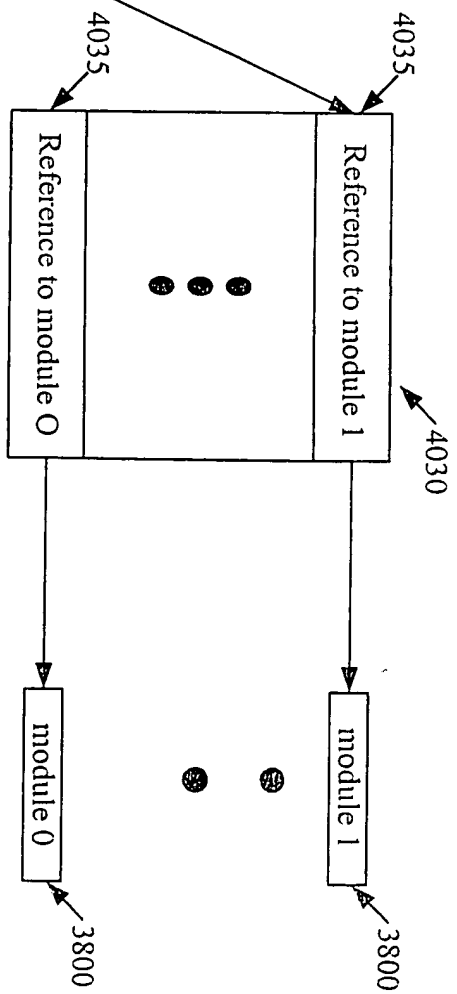 4030
4035
3800
Reference to module 1
module 1
4035
3800
Reference to module O
module 0